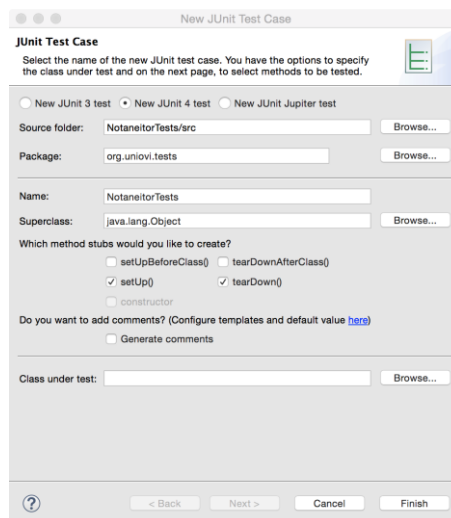 New JUnit Test Case
JUnit Test Case
Select the name of the new JUnit test case. You have the options to specify
the class under test and on the next page, to select methods to be tested.
New JUnit 3 test New JUnit 4 test New JUnit Jupiter test
Source folder: NotaneitorTests/src Browse...
Package: org.uniovi.tests Browse...
Name: NotaneitorTests
Superclass: java.lang.Object Browse...
Which method stubs would you like to create?
setUpBeforeClass() tearDownAfterClass()
setUp() tearDown()
constructor
Do you want to add comments? (Configure templates and default value here)
Generate comments
Class under test: Browse...
? < Back Next > Cancel Finish